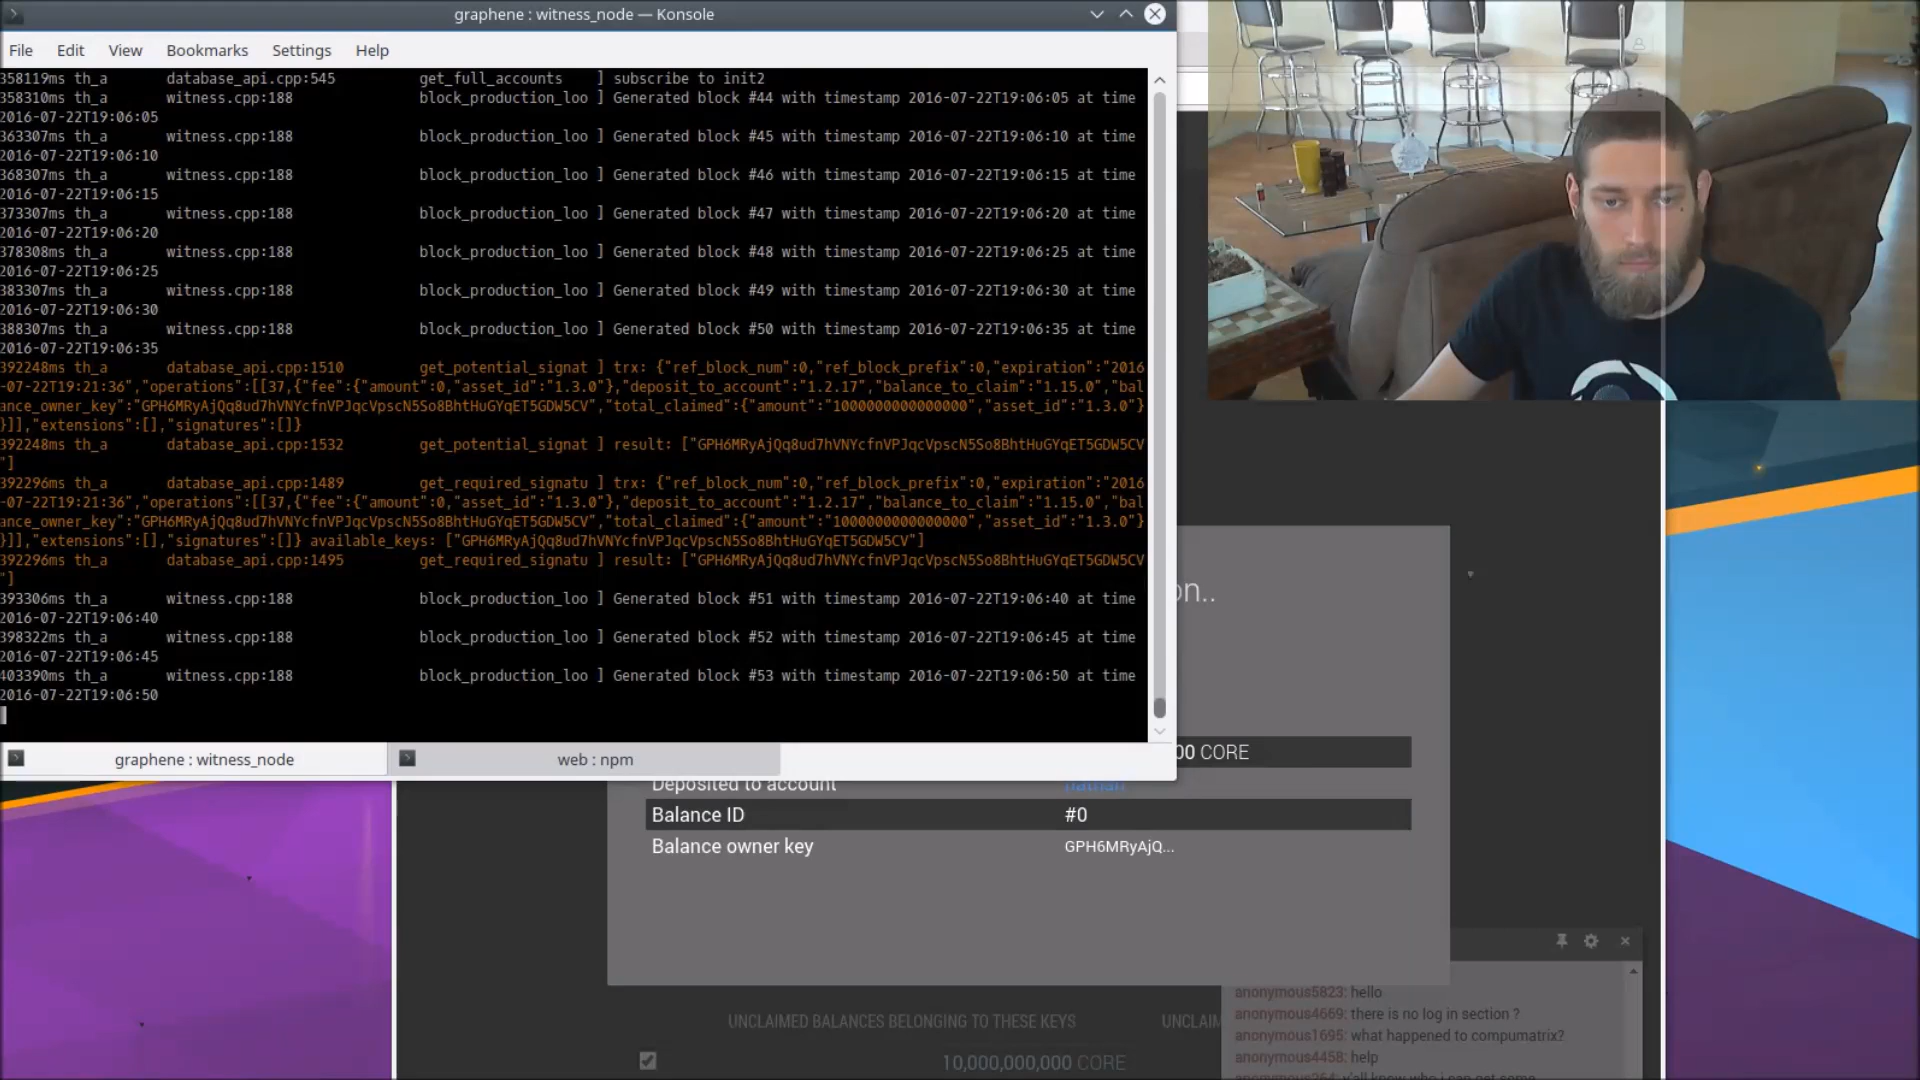 graphene : witness_node — Konsole
File Edit View Bookmarks Settings Help
358119ms th_a database_api.cpp:545 get_full_accounts ] subscribe to init2
358310ms th_a witness.cpp:188 block_production_loo ] Generated block #44 with timestamp 2016-07-22T19:06:05 at time
2016-07-22T19:06:05
363307ms th_a witness.cpp:188 block_production_loo ] Generated block #45 with timestamp 2016-07-22T19:06:10 at time
2016-07-22T19:06:10
368307ms th_a witness.cpp:188 block_production_loo ] Generated block #46 with timestamp 2016-07-22T19:06:15 at time
2016-07-22T19:06:15
373307ms th_a witness.cpp:188 block_production_loo ] Generated block #47 with timestamp 2016-07-22T19:06:20 at time
2016-07-22T19:06:20
378308ms th_a witness.cpp:188 block_production_loo ] Generated block #48 with timestamp 2016-07-22T19:06:25 at time
2016-07-22T19:06:25
383307ms th_a witness.cpp:188 block_production_loo ] Generated block #49 with timestamp 2016-07-22T19:06:30 at time
2016-07-22T19:06:30
388307ms th_a witness.cpp:188 block_production_loo ] Generated block #50 with timestamp 2016-07-22T19:06:35 at time
2016-07-22T19:06:35
392248ms th_a database_api.cpp:1510 get_potential_signat ] trx: {"ref_block_num":0,"ref_block_prefix":0,"expiration":"2016
-07-22T19:21:36","operations":[[37,{"fee":{"amount":0,"asset_id":"1.3.0"},"deposit_to_account":"1.2.17","balance_to_claim":"1.15.0","bal
ance_owner_key":"GPH6MRyAjQq8ud7hVNYcfnVPJqcVpscN5So8BhtHuGYqET5GDW5CV","total_claimed":{"amount":"1000000000000000","asset_id":"1.3.0"}
}]],"extensions":[],"signatures":[]}
392248ms th_a database_api.cpp:1532 get_potential_signat ] result: ["GPH6MRyAjQq8ud7hVNYcfnVPJqcVpscN5So8BhtHuGYqET5GDW5CV
"]
392296ms th_a database_api.cpp:1489 get_required_signatu ] trx: {"ref_block_num":0,"ref_block_prefix":0,"expiration":"2016
-07-22T19:21:36","operations":[[37,{"fee":{"amount":0,"asset_id":"1.3.0"},"deposit_to_account":"1.2.17","balance_to_claim":"1.15.0","bal
ance_owner_key":"GPH6MRyAjQq8ud7hVNYcfnVPJqcVpscN5So8BhtHuGYqET5GDW5CV","total_claimed":{"amount":"1000000000000000","asset_id":"1.3.0"}
}]],"extensions":[],"signatures":[]} available_keys: ["GPH6MRyAjQq8ud7hVNYcfnVPJqcVpscN5So8BhtHuGYqET5GDW5CV"]
392296ms th_a database_api.cpp:1495 get_required_signatu ] result: ["GPH6MRyAjQq8ud7hVNYcfnVPJqcVpscN5So8BhtHuGYqET5GDW5CV
"]
393306ms th_a witness.cpp:188 block_production_loo ] Generated block #51 with timestamp 2016-07-22T19:06:40 at time
2016-07-22T19:06:40
398322ms th_a witness.cpp:188 block_production_loo ] Generated block #52 with timestamp 2016-07-22T19:06:45 at time
2016-07-22T19:06:45
403390ms th_a witness.cpp:188 block_production_loo ] Generated block #53 with timestamp 2016-07-22T19:06:50 at time
2016-07-22T19:06:50
graphene : witness_node web : npm
on..
00 CORE
Deposited to account nathan
Balance ID #0
Balance owner key GPH6MRyAjQ...
UNCLAIMED BALANCES BELONGING TO THESE KEYS UNCLAIM
10,000,000,000 CORE
anonymous5823: hello
anonymous4669: there is no log in section ?
anonymous1695: what happened to compumatrix?
anonymous4458: help
anonymous264: y'all know who i can get some